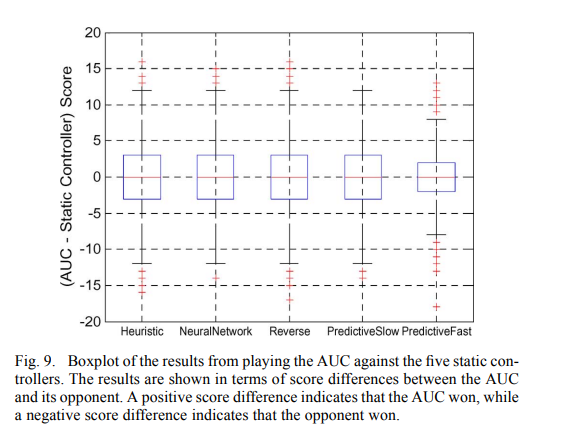 20
15
10
5
0
-5
-10
-15
-20
(AUC - Static Controller) Score
Heuristic NeuralNetwork Reverse PredictiveSlow PredictiveFast
Fig. 9. Boxplot of the results from playing the AUC against the five static con-
trollers. The results are shown in terms of score differences between the AUC
and its opponent. A positive score difference indicates that the AUC won, while
a negative score difference indicates that the opponent won.